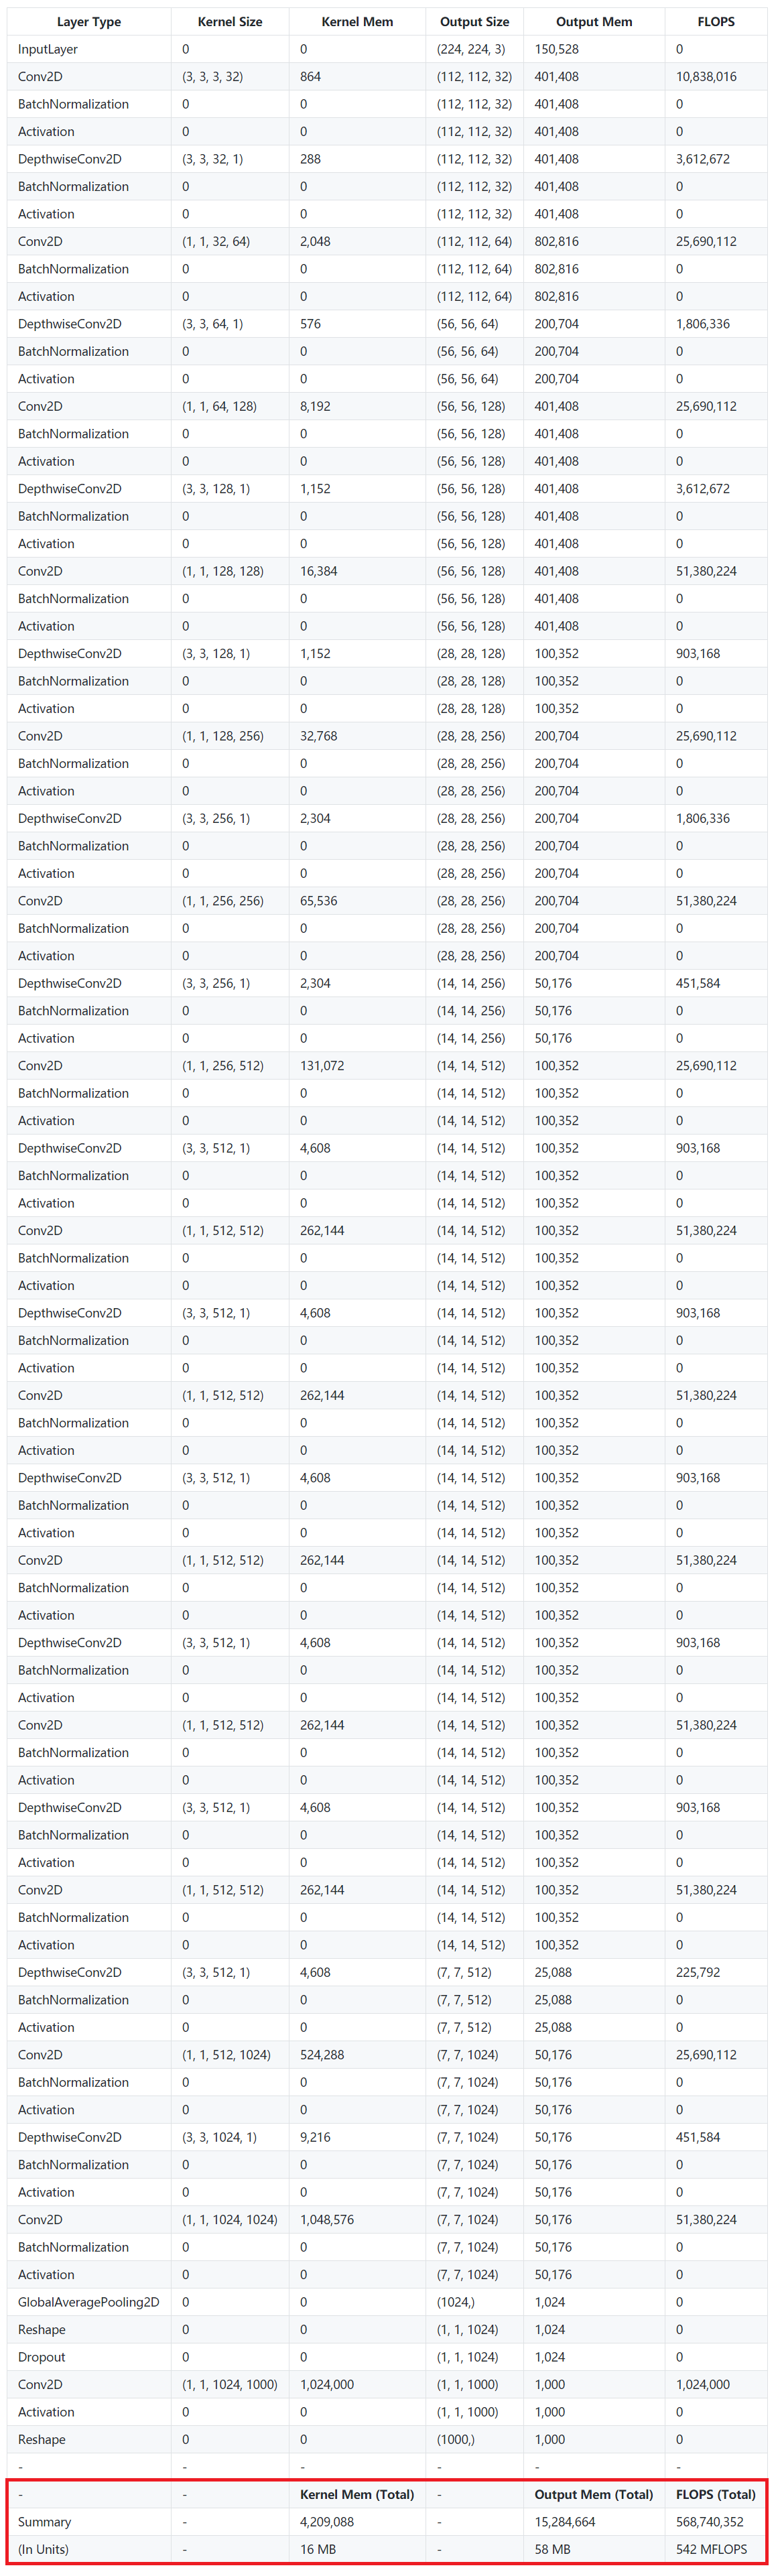 Layer Type Kernel Size Kernel Mem Output Size Output Mem FLOPS
InputLayer 0 0 (224, 224, 3) 150,528 0
Conv2D (3, 3, 3, 32) 864 (112, 112, 32) 401,408 10,838,016
BatchNormalization 0 0 (112, 112, 32) 401,408 0
Activation 0 0 (112, 112, 32) 401,408 0
DepthwiseConv2D (3, 3, 32, 1) 288 (112, 112, 32) 401,408 3,612,672
BatchNormalization 0 0 (112, 112, 32) 401,408 0
Activation 0 0 (112, 112, 32) 401,408 0
Conv2D (1, 1, 32, 64) 2,048 (112, 112, 64) 802,816 25,690,112
BatchNormalization 0 0 (112, 112, 64) 802,816 0
Activation 0 0 (112, 112, 64) 802,816 0
DepthwiseConv2D (3, 3, 64, 1) 576 (56, 56, 64) 200,704 1,806,336
BatchNormalization 0 0 (56, 56, 64) 200,704 0
Activation 0 0 (56, 56, 64) 200,704 0
Conv2D (1, 1, 64, 128) 8,192 (56, 56, 128) 401,408 25,690,112
BatchNormalization 0 0 (56, 56, 128) 401,408 0
Activation 0 0 (56, 56, 128) 401,408 0
DepthwiseConv2D (3, 3, 128, 1) 1,152 (56, 56, 128) 401,408 3,612,672
BatchNormalization 0 0 (56, 56, 128) 401,408 0
Activation 0 0 (56, 56, 128) 401,408 0
Conv2D (1, 1, 128, 128) 16,384 (56, 56, 128) 401,408 51,380,224
BatchNormalization 0 0 (56, 56, 128) 401,408 0
Activation 0 0 (56, 56, 128) 401,408 0
DepthwiseConv2D (3, 3, 128, 1) 1,152 (28, 28, 128) 100,352 903,168
BatchNormalization 0 0 (28, 28, 128) 100,352 0
Activation 0 0 (28, 28, 128) 100,352 0
Conv2D (1, 1, 128, 256) 32,768 (28, 28, 256) 200,704 25,690,112
BatchNormalization 0 0 (28, 28, 256) 200,704 0
Activation 0 0 (28, 28, 256) 200,704 0
DepthwiseConv2D (3, 3, 256, 1) 2,304 (28, 28, 256) 200,704 1,806,336
BatchNormalization 0 0 (28, 28, 256) 200,704 0
Activation 0 0 (28, 28, 256) 200,704 0
Conv2D (1, 1, 256, 256) 65,536 (28, 28, 256) 200,704 51,380,224
BatchNormalization 0 0 (28, 28, 256) 200,704 0
Activation 0 0 (28, 28, 256) 200,704 0
DepthwiseConv2D (3, 3, 256, 1) 2,304 (14, 14, 256) 50,176 451,584
BatchNormalization 0 0 (14, 14, 256) 50,176 0
Activation 0 0 (14, 14, 256) 50,176 0
Conv2D (1, 1, 256, 512) 131,072 (14, 14, 512) 100,352 25,690,112
BatchNormalization 0 0 (14, 14, 512) 100,352 0
Activation 0 0 (14, 14, 512) 100,352 0
DepthwiseConv2D (3, 3, 512, 1) 4,608 (14, 14, 512) 100,352 903,168
BatchNormalization 0 0 (14, 14, 512) 100,352 0
Activation 0 0 (14, 14, 512) 100,352 0
Conv2D (1, 1, 512, 512) 262,144 (14, 14, 512) 100,352 51,380,224
BatchNormalization 0 0 (14, 14, 512) 100,352 0
Activation 0 0 (14, 14, 512) 100,352 0
DepthwiseConv2D (3, 3, 512, 1) 4,608 (14, 14, 512) 100,352 903,168
BatchNormalization 0 0 (14, 14, 512) 100,352 0
Activation 0 0 (14, 14, 512) 100,352 0
Conv2D (1, 1, 512, 512) 262,144 (14, 14, 512) 100,352 51,380,224
BatchNormalization 0 0 (14, 14, 512) 100,352 0
Activation 0 0 (14, 14, 512) 100,352 0
DepthwiseConv2D (3, 3, 512, 1) 4,608 (14, 14, 512) 100,352 903,168
BatchNormalization 0 0 (14, 14, 512) 100,352 0
Activation 0 0 (14, 14, 512) 100,352 0
Conv2D (1, 1, 512, 512) 262,144 (14, 14, 512) 100,352 51,380,224
BatchNormalization 0 0 (14, 14, 512) 100,352 0
Activation 0 0 (14, 14, 512) 100,352 0
DepthwiseConv2D (3, 3, 512, 1) 4,608 (14, 14, 512) 100,352 903,168
BatchNormalization 0 0 (14, 14, 512) 100,352 0
Activation 0 0 (14, 14, 512) 100,352 0
Conv2D (1, 1, 512, 512) 262,144 (14, 14, 512) 100,352 51,380,224
BatchNormalization 0 0 (14, 14, 512) 100,352 0
Activation 0 0 (14, 14, 512) 100,352 0
DepthwiseConv2D (3, 3, 512, 1) 4,608 (14, 14, 512) 100,352 903,168
BatchNormalization 0 0 (14, 14, 512) 100,352 0
Activation 0 0 (14, 14, 512) 100,352 0
Conv2D (1, 1, 512, 512) 262,144 (14, 14, 512) 100,352 51,380,224
BatchNormalization 0 0 (14, 14, 512) 100,352 0
Activation 0 0 (14, 14, 512) 100,352 0
DepthwiseConv2D (3, 3, 512, 1) 4,608 (7, 7, 512) 25,088 225,792
BatchNormalization 0 0 (7, 7, 512) 25,088 0
Activation 0 0 (7, 7, 512) 25,088 0
Conv2D (1, 1, 512, 1024) 524,288 (7, 7, 1024) 50,176 25,690,112
BatchNormalization 0 0 (7, 7, 1024) 50,176 0
Activation 0 0 (7, 7, 1024) 50,176 0
DepthwiseConv2D (3, 3, 1024, 1) 9,216 (7, 7, 1024) 50,176 451,584
BatchNormalization 0 0 (7, 7, 1024) 50,176 0
Activation 0 0 (7, 7, 1024) 50,176 0
Conv2D (1, 1, 1024, 1024) 1,048,576 (7, 7, 1024) 50,176 51,380,224
BatchNormalization 0 0 (7, 7, 1024) 50,176 0
Activation 0 0 (7, 7, 1024) 50,176 0
GlobalAveragePooling2D 0 0 (1024,) 1,024 0
Reshape 0 0 (1, 1, 1024) 1,024 0
Dropout 0 0 (1, 1, 1024) 1,024 0
Conv2D (1, 1, 1024, 1000) 1,024,000 (1, 1, 1000) 1,000 1,024,000
Activation 0 0 (1, 1, 1000) 1,000 0
Reshape 0 0 (1000,) 1,000 0
- - - - - -
- - Kernel Mem (Total) - Output Mem (Total) FLOPS (Total)
Summary - 4,209,088 - 15,284,664 568,740,352
(In Units) - 16 MB - 58 MB 542 MFLOPS